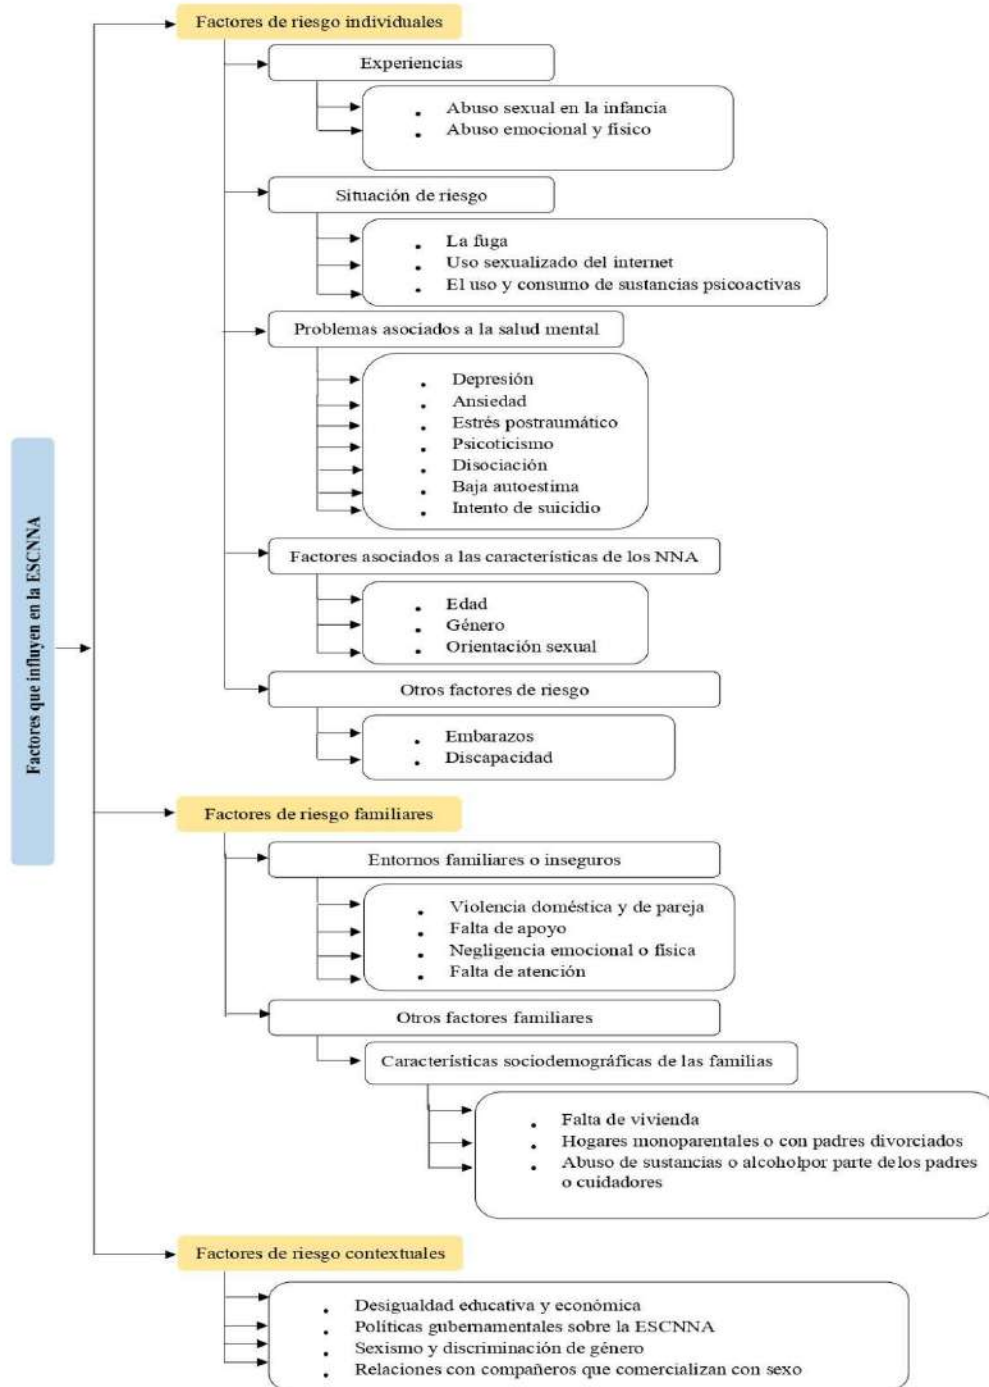 Factores de riesgo individuales
Experiencias
• Abuso sexual en la infancia
• Abuso emocional y físico
Situación de riesgo
• La fuga
• Uso sexualizado del internet
• El uso y consumo de sustancias psicoactivas
Problemas asociados a la salud mental
• Depresión
• Ansiedad
• Estrés postraumático
• Psicoticismo
• Disociación
• Baja autoestima
• Intento de suicidio
Factores que influyen en la ESCNNA
Factores asociados a las características de los NNA
• Edad
• Género
• Orientación sexual
Otros factores de riesgo
• Embarazos
• Discapacidad
Factores de riesgo familiares
Entornos familiares o inseguros
• Violencia doméstica y de pareja
• Falta de apoyo
• Negligencia emocional o física
• Falta de atención
Otros factores familiares
Característícas sociodemográficas de las familias
• Falta de vivienda
• Hogares monoparentales o con padres divorciados
• Abuso de sustancias o alcoholpor parte delos padres
o cuidadores
Factores de riesgo contextuales
• Desigualdad educativa y económica
• Políticas gubernamentales sobre la ESCNNA
• Sexismo y discriminación de género
• Relaciones con compañeros que comercializan con sexo